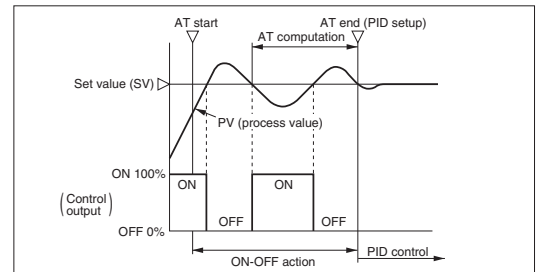 AT start
AT end (PID setup)
AT computation
Set value (SV)
PV (process value)
ON 100%
ON
ON
(Control output)
OFF
OFF
OFF 0%
PID control
ON-OFF action